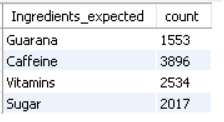 Ingredients_expected count
Guarana 1553
Caffeine 3896
Vitamins 2534
Sugar 2017